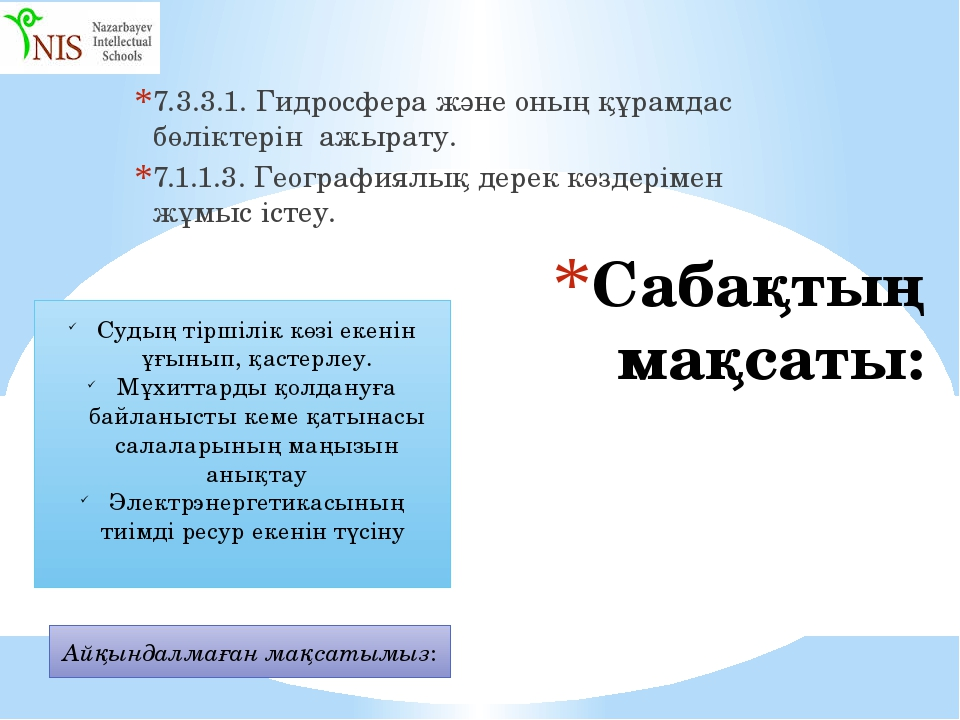 NIS
Nazarbayev
Intellectual
Schools
*7.3.3.1. Гидросфера және оның құрамдас
бөліктерін ажырату.
*7.1.1.3. Географиялық дерек көздерімен
жұмыс істеу.
*Сабақтың
мақсаты:
✓ Судың тіршілік көзі екенін
ұғынып, қастерлеу.
✓ Мұхиттарды қолдануға
байланысты кеме қатынасы
салаларының маңызын
анықтау
✓ Электрэнергетикасының
тиімді ресур екенін түсіну
Айқындалмаған мақсатымыз: